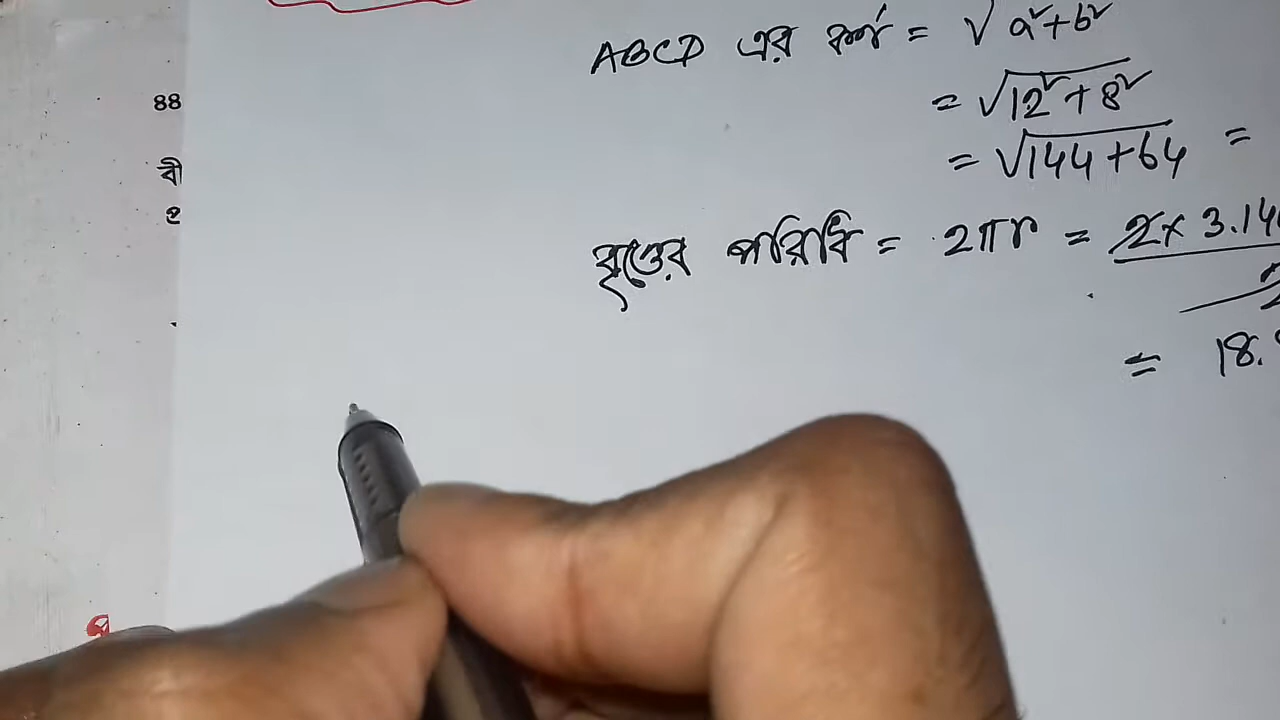 ABCD এর কর্ণ = √a²+b²
= √12²+8²
88
= √144+64 =
বী
বৃত্তের পরিধি = 2πr = 2× 3.14
= 18.